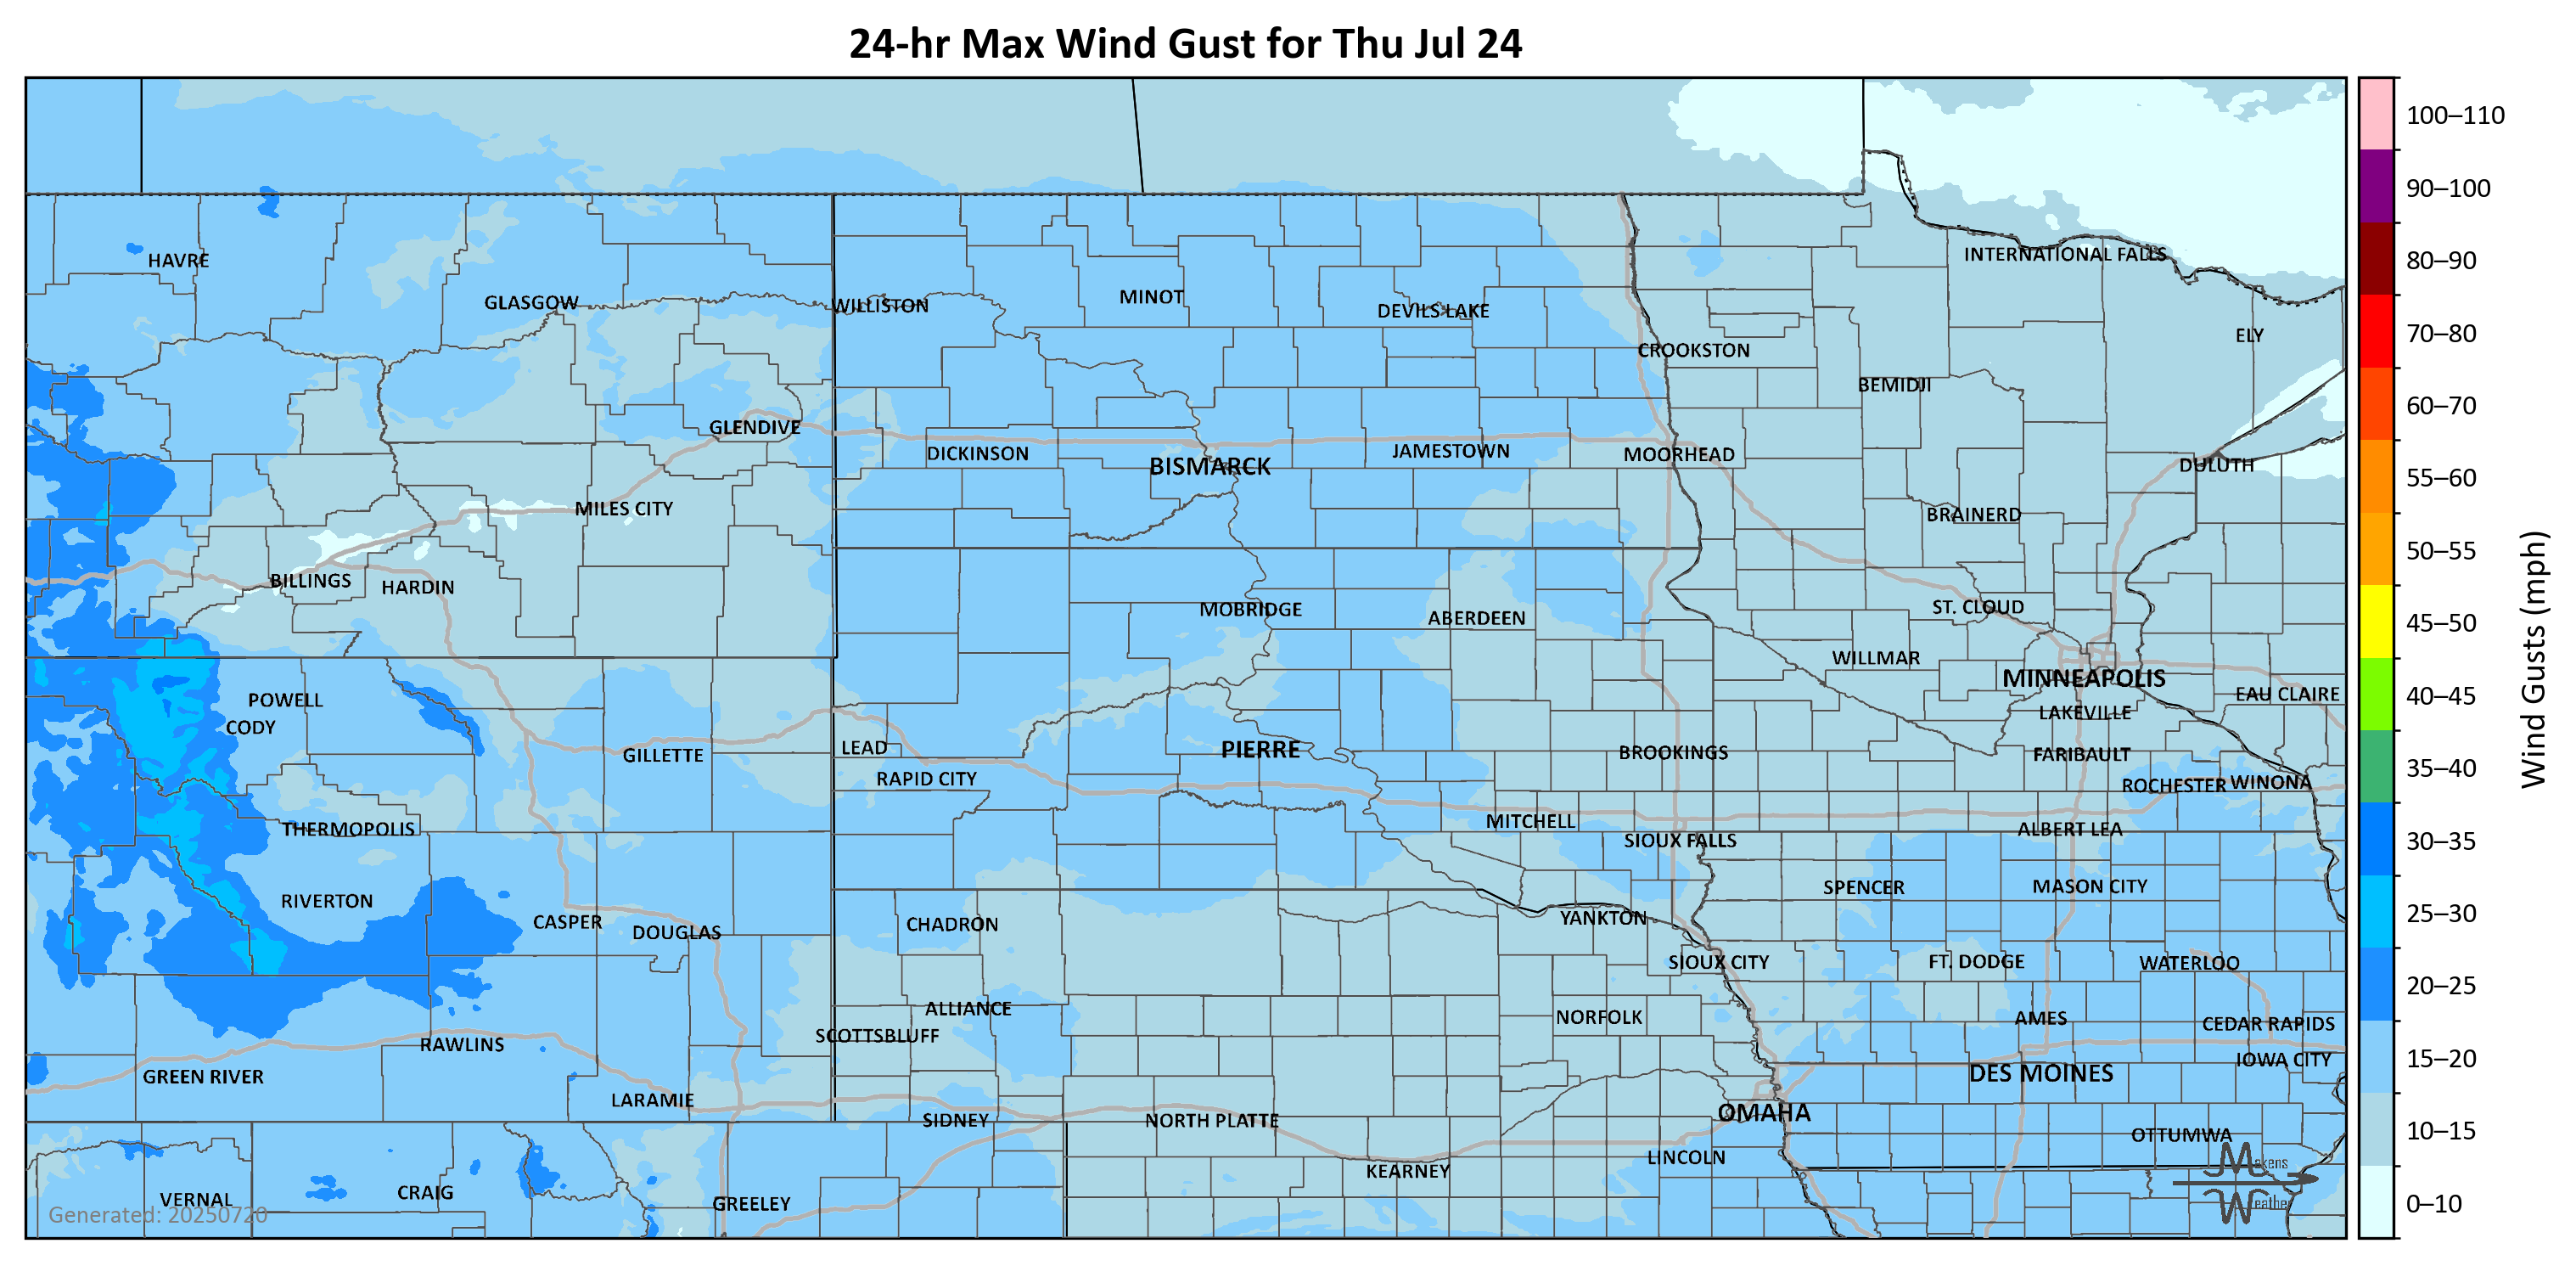 24-hr Max Wind Gust for Thu Jul 24
100–110
90–100
80–90
70–80
60–70
55–60
50–55
45–50
40–45
35–40
30–35
25–30
20–25
15–20
10–15
0–10
Wind Gusts (mph)
INTERNATIONAL FALLS
HAVRE
MINOT
GLASGOW
WILLISTON
DEVILS LAKE
ELY
CROOKSTON
BEMIDJI
GLENDIVE
DICKINSON
JAMESTOWN
MOORHEAD
BISMARCK
DULUTH
MILES CITY
BRAINERD
BILLINGS
HARDIN
MOBRIDGE
ABERDEEN
ST. CLOUD
WILLMAR
MINNEAPOLIS
EAU CLAIRE
POWELL
LAKEVILLE
CODY
LEAD
PIERRE
BROOKINGS
GILLETTE
FARIBAULT
RAPID CITY
ROCHESTER
WINONA
THERMOPOLIS
MITCHELL
ALBERT LEA
SIOUX FALLS
SPENCER
MASON CITY
RIVERTON
CASPER
CHADRON
YANKTON
DOUGLAS
SIOUX CITY
FT. DODGE
WATERLOO
ALLIANCE
NORFOLK
AMES
CEDAR RAPIDS
SCOTTSBLUFF
RAWLINS
IOWA CITY
GREEN RIVER
DES MOINES
LARAMIE
OMAHA
SIDNEY
NORTH PLATTE
OTTUMWA
LINCOLN
KEARNEY
VERNAL
CRAIG
GREELEY
Generated: 20250720
Makens
Weather